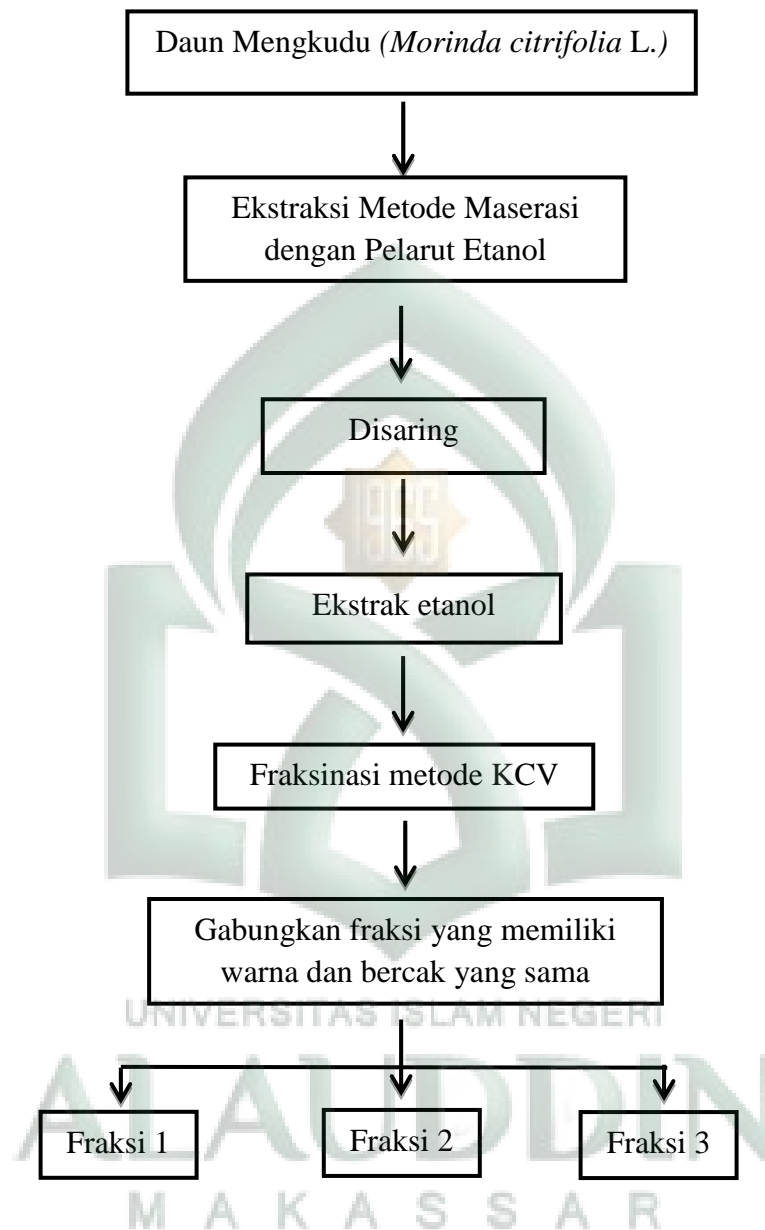 Daun Mengkudu (Morinda citrifolia L.)
Ekstraksi Metode Maserasi
dengan Pelarut Etanol
Disaring
1965
Ekstrak etanol
Fraksinasi metode KCV
Gabungkan fraksi yang memiliki
warna dan bercak yang sama
UNIVERSITAS ISLAM NEGERI
ALAUDDIN
Fraksi 1
Fraksi 2
Fraksi 3
MAKASSAR